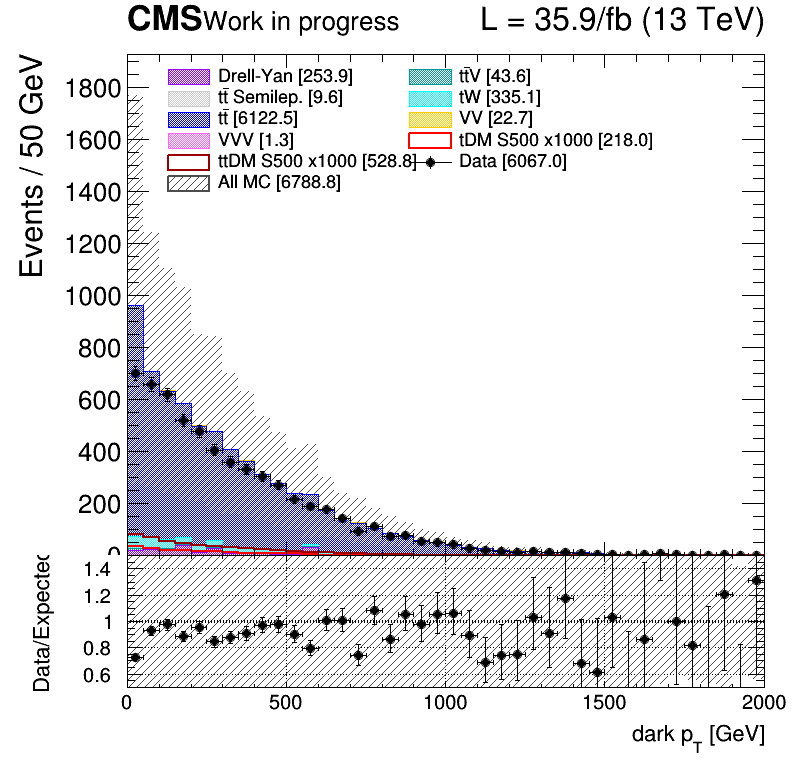 CMS Work in progress L = 35.9/fb (13 TeV)
Events / 50 GeV
1800
1600
1400
1200
1000
800
600
400
200
0
Drell-Yan [253.9]
tt̄ Semilep. [9.6]
tt̄ [6122.5]
VVV [1.3]
ttDM S500 x1000 [528.8]
All MC [6788.8]
tt̄V [43.6]
tW [335.1]
VV [22.7]
tDM S500 x1000 [218.0]
Data [6067.0]
Data/Expected
1.4
1.2
1
0.8
0.6
0 500 1000 1500 2000
dark p_T [GeV]